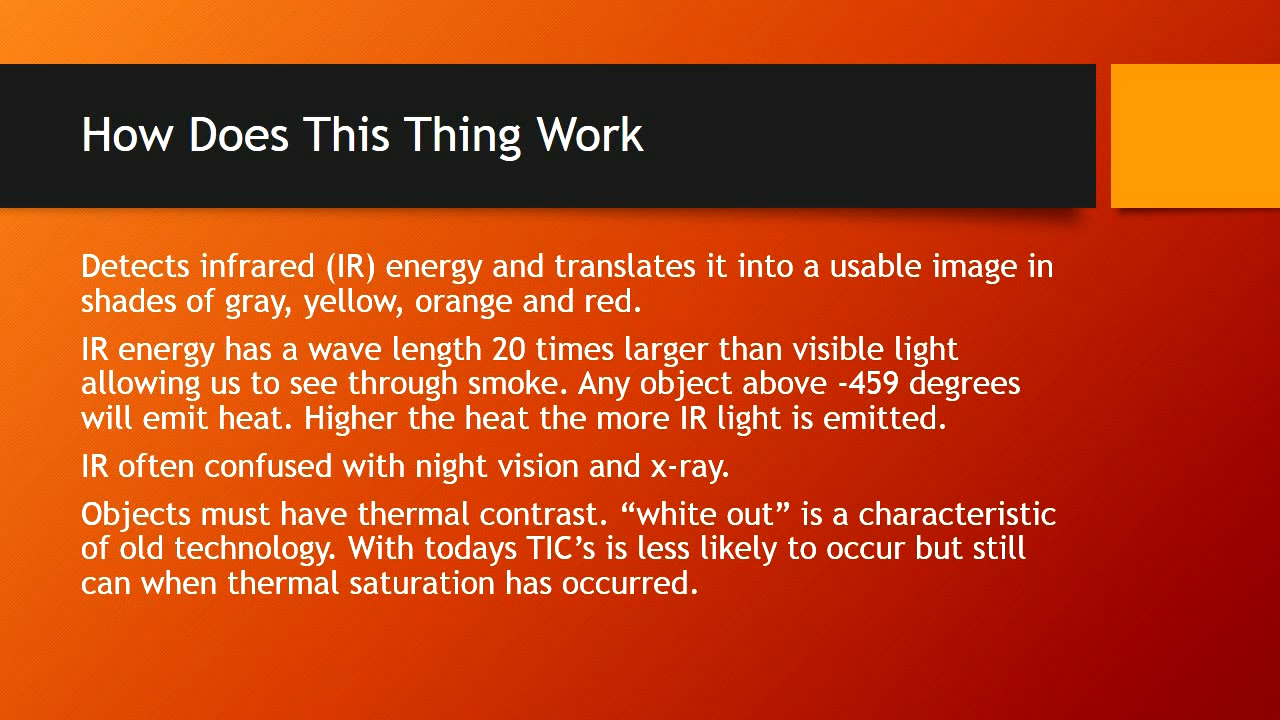 How Does This Thing Work
Detects infrared (IR) energy and translates it into a usable image in
shades of gray, yellow, orange and red.
IR energy has a wave length 20 times larger than visible light
allowing us to see through smoke. Any object above -459 degrees
will emit heat. Higher the heat the more IR light is emitted.
IR often confused with night vision and x-ray.
Objects must have thermal contrast. “white out” is a characteristic
of old technology. With todays TIC’s is less likely to occur but still
can when thermal saturation has occurred.